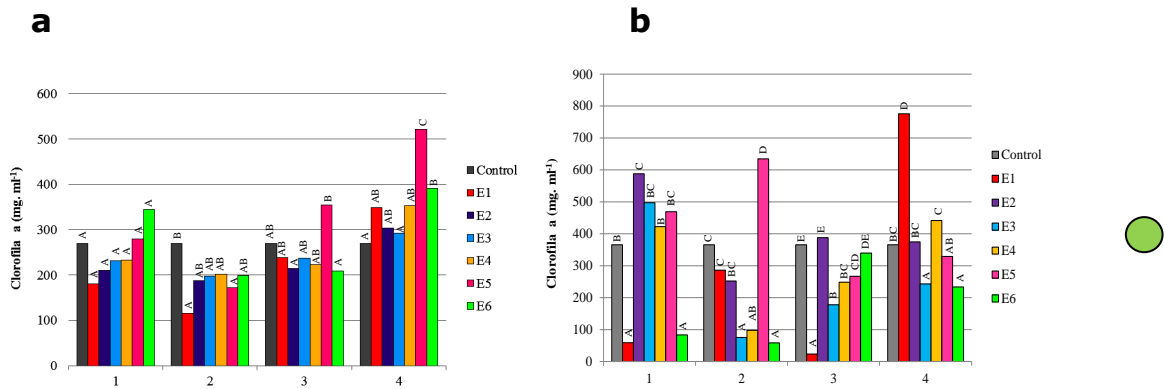 a
b
600
500
400
300
200
100
0
Clorofila a (mg. ml-1)
A A A A A A A
B A AB AB AB A AB
AB AB A AB AB B A
A AB AB A AB C B
1 2 3 4
Control
E1
E2
E3
E4
E5
E6
900
800
700
600
500
400
300
200
100
0
Clorofila a (mg. ml-1)
B A C BC B BC A
C C BC A AB D A
E A E B BC CD DE
BC D BC A C AB A
1 2 3 4
Control
E1
E2
E3
E4
E5
E6